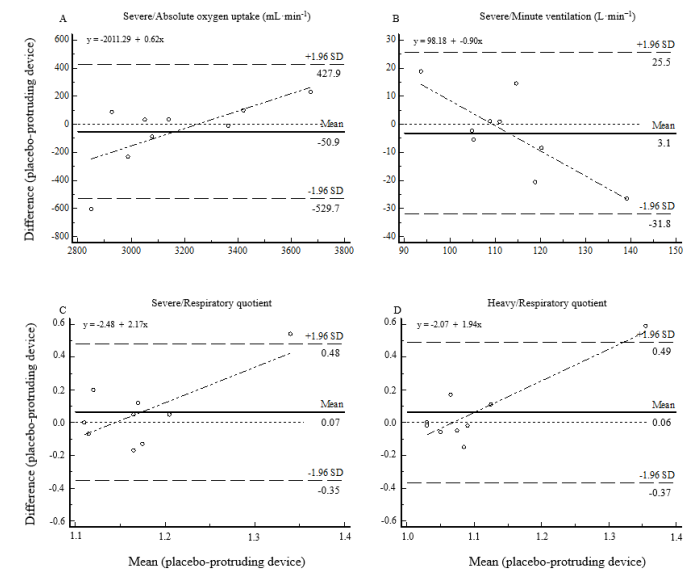 A Severe/Absolute oxygen uptake (mL·min⁻¹)
y = -2011.29 + 0.62x
Difference (placebo-protruding device)
600
400
200
0
-200
-400
-600
-800
+1.96 SD
427.9
Mean
-50.9
-1.96 SD
-529.7
2800 3000 3200 3400 3600 3800
B Severe/Minute ventilation (L·min⁻¹)
y = 98.18 + -0.90x
30
20
10
0
-10
-20
-30
-40
+1.96 SD
25.5
Mean
3.1
-1.96 SD
-31.8
90 100 110 120 130 140 150
C Severe/Respiratory quotient
y = -2.48 + 2.17x
Difference (placebo-protruding device)
0.6
0.4
0.2
0.0
-0.2
-0.4
-0.6
+1.96 SD
0.48
Mean
0.07
-1.96 SD
-0.35
1.1 1.2 1.3 1.4
Mean (placebo-protruding device)
D Heavy/Respiratory quotient
y = -2.07 + 1.94x
0.6
0.4
0.2
0.0
-0.2
-0.4
-0.6
+1.96 SD
0.49
Mean
0.06
-1.96 SD
-0.37
1.0 1.1 1.2 1.3 1.4
Mean (placebo-protruding device)